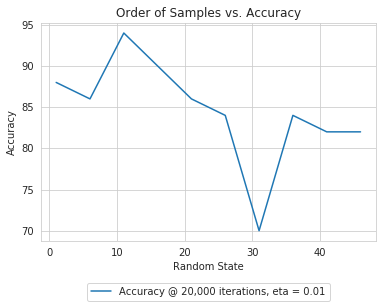 Order of Samples vs. Accuracy
95
90
85
80
75
70
Accuracy
0
10
20
30
40
Random State
Accuracy @ 20,000 iterations, eta = 0.01